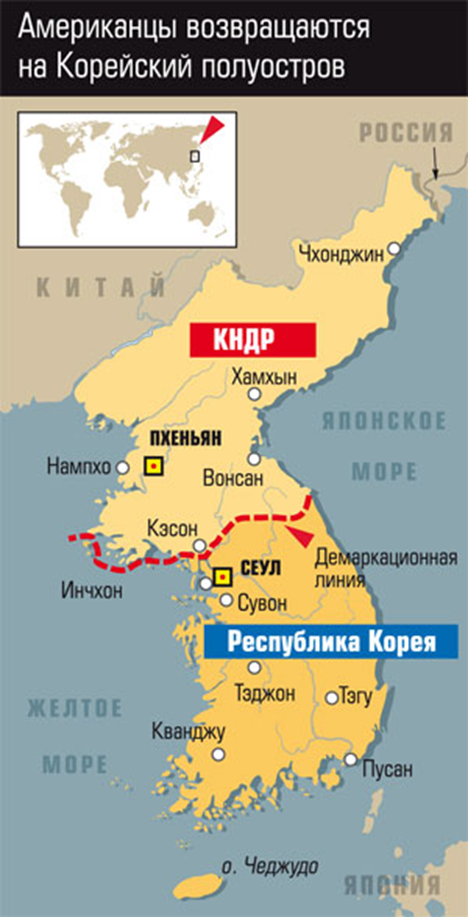 Американцы возвращаются
на Корейский полуостров
РОССИЯ
Чхонджин
КИТАЙ
КНДР
Хамхын
ЯПОНСКОЕ
МОРЕ
ПХЕНЬЯН
Нампхо
Вонсан
Кэсон
СЕУЛ
Демаркационная
линия
Инчхон
Сувон
Республика Корея
Тэджон
Тэгу
ЖЕЛТОЕ
МОРЕ
Кванджу
Пусан
о. Чеджудо
ЯПОНИЯ